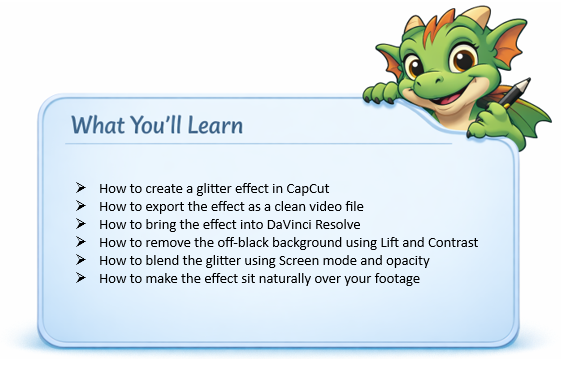 What You'll Learn
➢ How to create a glitter effect in CapCut
➢ How to export the effect as a clean video file
➢ How to bring the effect into DaVinci Resolve
➢ How to remove the off-black background using Lift and Contrast
➢ How to blend the glitter using Screen mode and opacity
➢ How to make the effect sit naturally over your footage